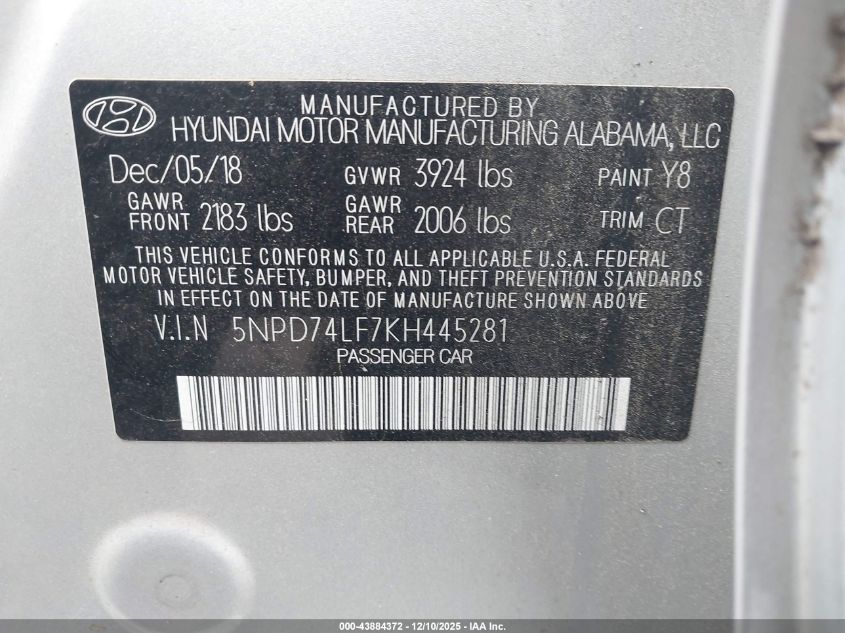 MANUFACTURED BY
HYUNDAI MOTOR MANUFACTURING ALABAMA, LLC
Dec/05/18 GVWR 3924 lbs PAINT Y8
GAWR FRONT 2183 lbs GAWR REAR 2006 lbs TRIM CT
THIS VEHICLE CONFORMS TO ALL APPLICABLE U.S.A. FEDERAL
MOTOR VEHICLE SAFETY, BUMPER, AND THEFT PREVENTION STANDARDS
IN EFFECT ON THE DATE OF MANUFACTURE SHOWN ABOVE
V.I.N 5NPD74LF7KH445281
PASSENGER CAR
000-43884372 - 12/10/2025 - IAA Inc.